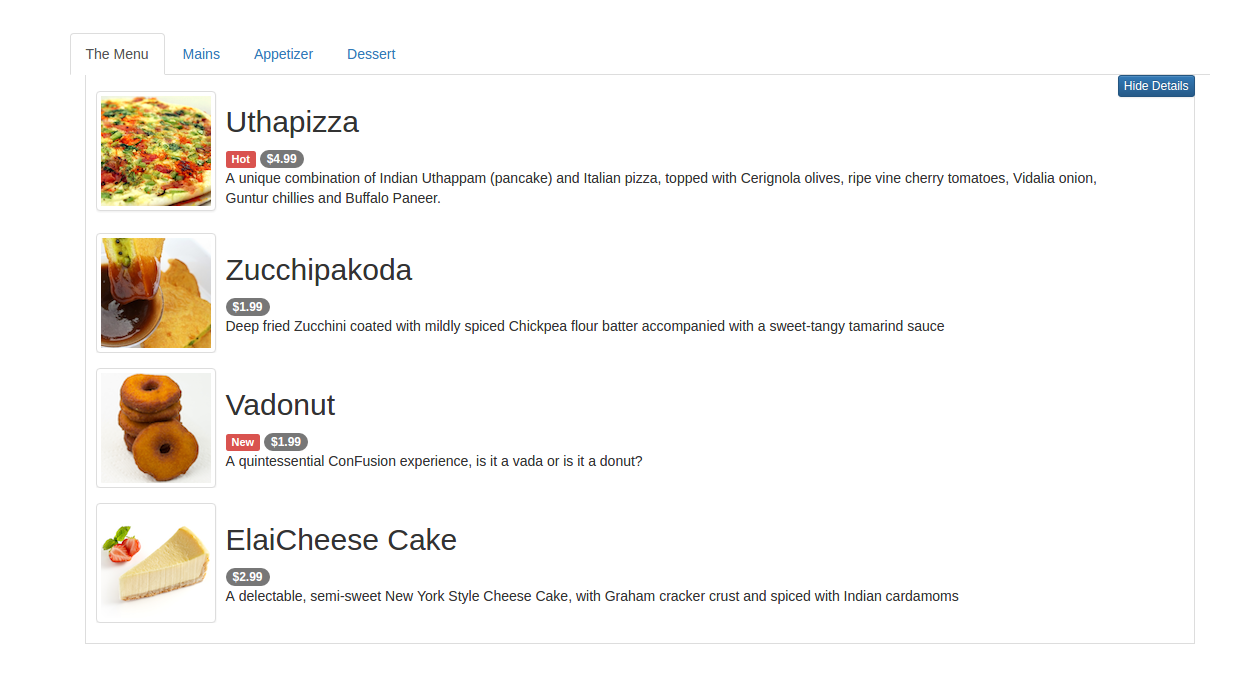 The Menu Mains Appetizer Dessert
Hide Details
Uthapizza
Hot $4.99
A unique combination of Indian Uthappam (pancake) and Italian pizza, topped with Cerignola olives, ripe vine cherry tomatoes, Vidalia onion,
Guntur chillies and Buffalo Paneer.
Zucchipakoda
$1.99
Deep fried Zucchini coated with mildly spiced Chickpea flour batter accompanied with a sweet-tangy tamarind sauce
Vadonut
New $1.99
A quintessential ConFusion experience, is it a vada or is it a donut?
ElaiCheese Cake
$2.99
A delectable, semi-sweet New York Style Cheese Cake, with Graham cracker crust and spiced with Indian cardamoms